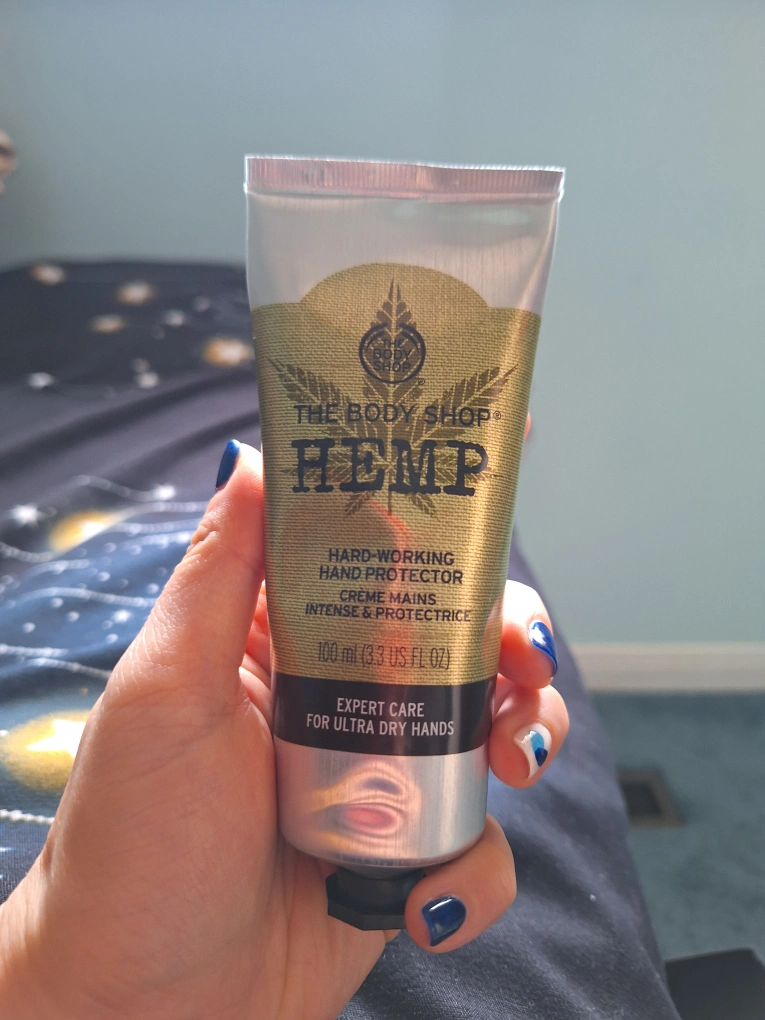 THE
BODY
SHOP®
THE BODY SHOP®
HEMP
HARD-WORKING
HAND PROTECTOR
CRÈME MAINS
INTENSE & PROTECTRICE
100 ml (3.3 US FL OZ)
EXPERT CARE
FOR ULTRA DRY HANDS